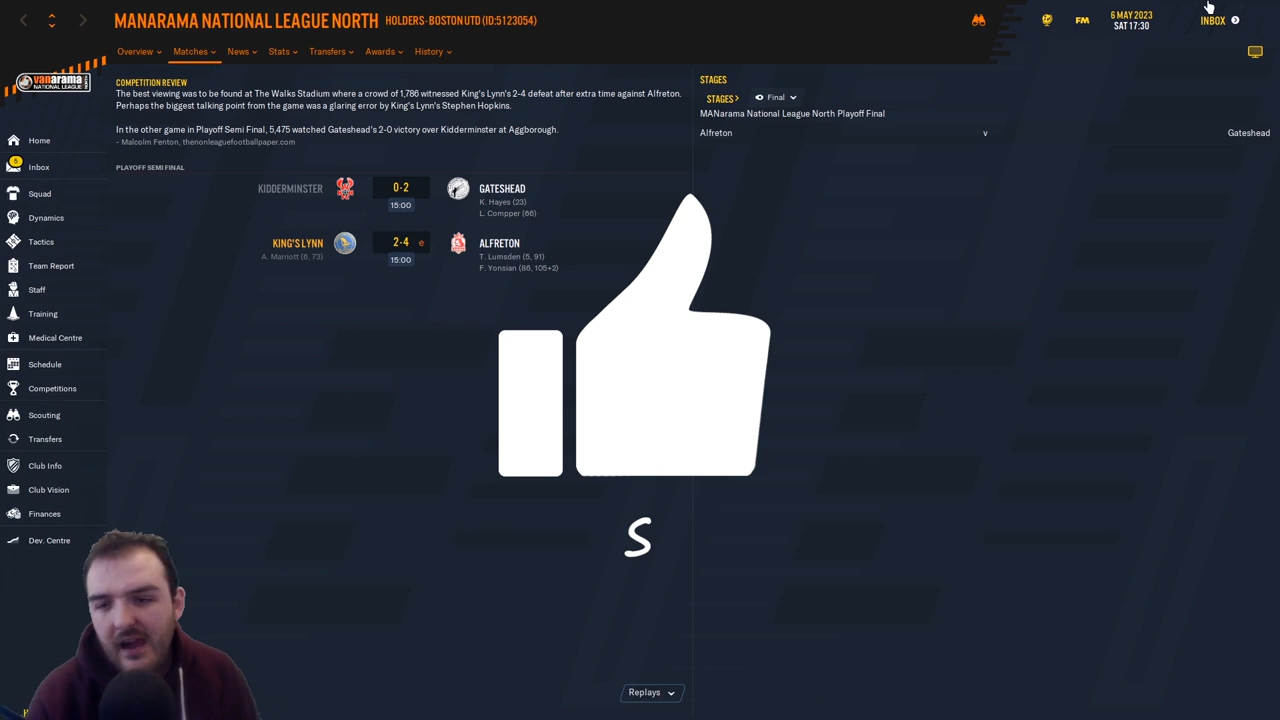 MANARAMA NATIONAL LEAGUE NORTH HOLDERS - BOSTON UTD (ID:5123054)
6 MAY 2023
SAT 17:30
FM
INBOX
Overview Matches News Stats Transfers Awards History
vanarama
NATIONAL LEAGUE
Home
5
Inbox
Squad
Dynamics
Tactics
Team Report
Staff
Training
Medical Centre
Schedule
Competitions
Scouting
Transfers
Club Info
Club Vision
Finances
Dev. Centre
COMPETITION REVIEW
The best viewing was to be found at The Walks Stadium where a crowd of 1,786 witnessed King's Lynn's 2-4 defeat after extra time against Alfreton.
Perhaps the biggest talking point from the game was a glaring error by King's Lynn's Stephen Hopkins.
In the other game in Playoff Semi Final, 5,475 watched Gateshead's 2-0 victory over Kidderminster at Aggborough.
- Malcolm Fenton, thenonleaguefootballpaper.com
PLAYOFF SEMI FINAL
KIDDERMINSTER 0-2 GATESHEAD
15:00
K. Hayes (23)
L. Compper (66)
KING'S LYNN 2-4 e ALFRETON
A. Marriott (6, 73)
15:00
T. Lumsden (5, 91)
F. Yonsian (86, 105+2)
STAGES
STAGES> Final
MANarama National League North Playoff Final
Alfreton v Gateshead
S
Replays